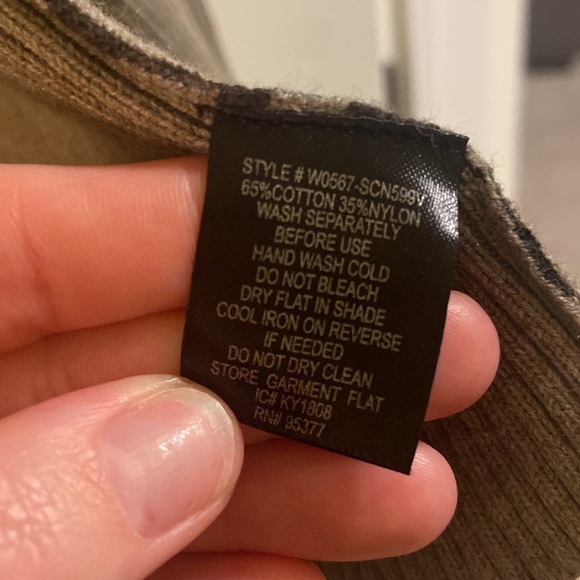 STYLE # W0567-SCN599V
65%COTTON 35%NYLON
WASH SEPARATELY
BEFORE USE
HAND WASH COLD
DO NOT BLEACH
DRY FLAT IN SHADE
COOL IRON ON REVERSE
IF NEEDED
DO NOT DRY CLEAN
STORE GARMENT FLAT
IC# KY1808
RN# 95377